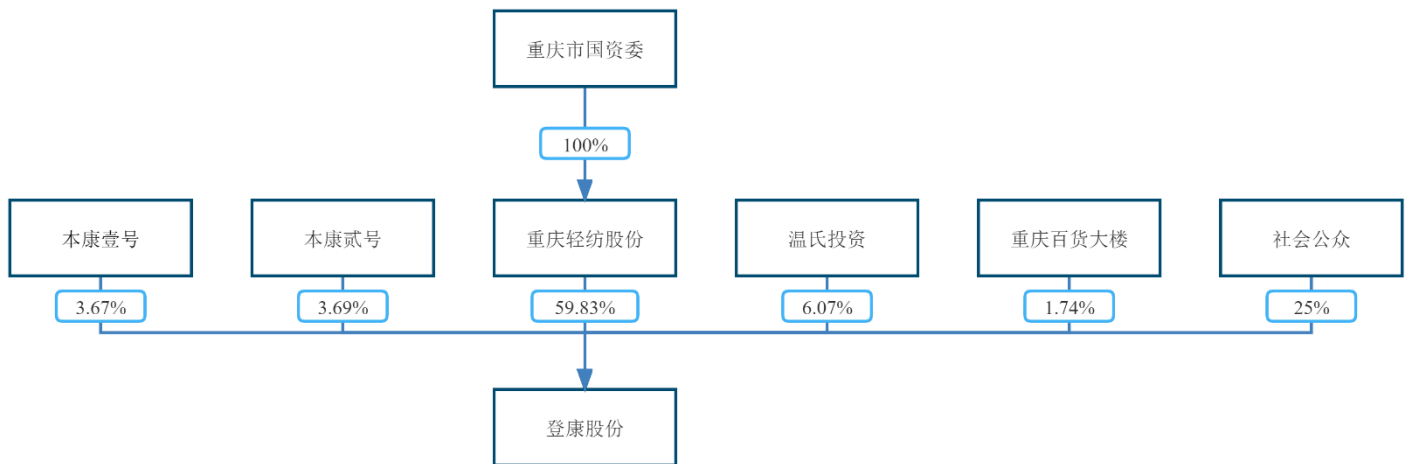 重庆市国资委
100%
本康壹号
本康贰号
重庆轻纺股份
温氏投资
重庆百货大楼
社会公众
3.67%
3.69%
59.83%
6.07%
1.74%
25%
登康股份